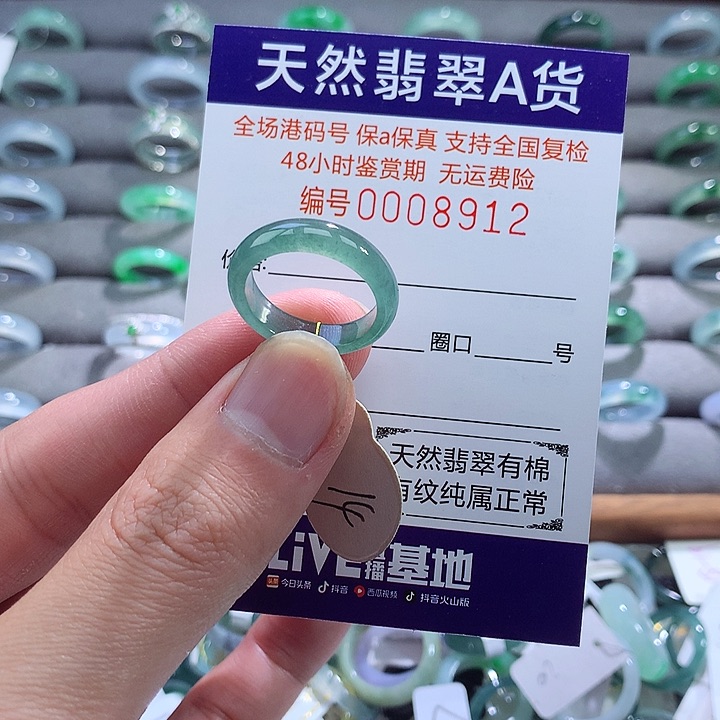 天然翡翠A货
全场港码号 保a保真 支持全国复检
48小时鉴赏期 无运费险
编号0008912
圈口 号
天然翡翠有棉
有纹纯属正常
LiVE 播基地
今日头条 抖音 西瓜视频 抖音火山版